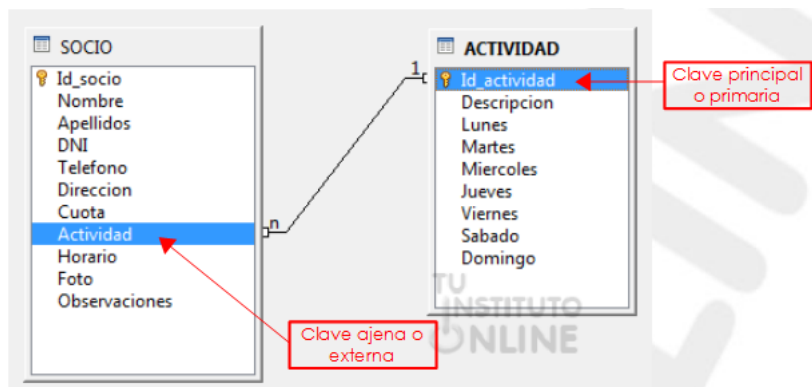 SOCIO
Id_socio
Nombre
Apellidos
DNI
Telefono
Direccion
Cuota
Actividad
Horario
Foto
Observaciones
n
1
ACTIVIDAD
Id_actividad
Descripcion
Lunes
Martes
Miercoles
Jueves
Viernes
Sabado
Domingo
Clave principal
o primaria
Clave ajena o
externa
TU
INSTITUTO
ONLINE